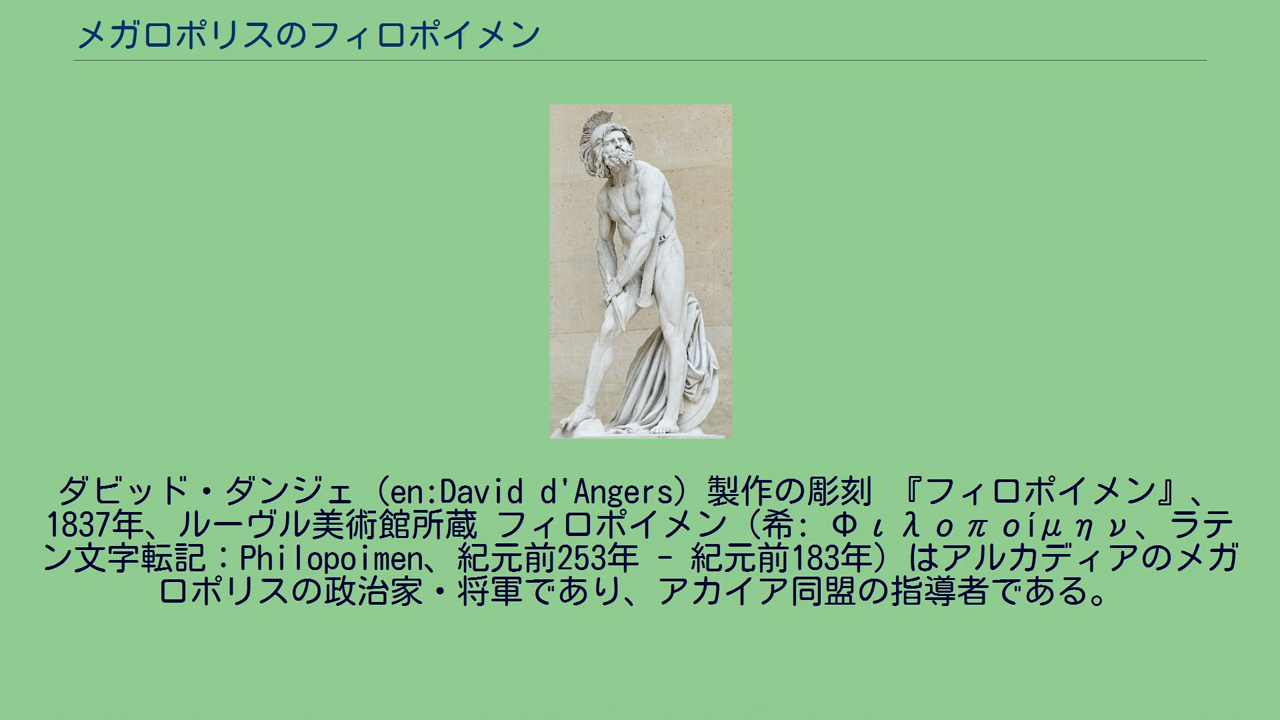 メガロポリスのフィロポイメン
ダビッド・ダンジェ（en:David d'Angers）製作の彫刻 『フィロポイメン』、
1837年、ルーヴル美術館所蔵 フィロポイメン（希: Φιλοποίμην、ラテ
ン文字転記：Philopoimen、紀元前253年 - 紀元前183年）はアルカディアのメガ
ロポリスの政治家・将軍であり、アカイア同盟の指導者である。